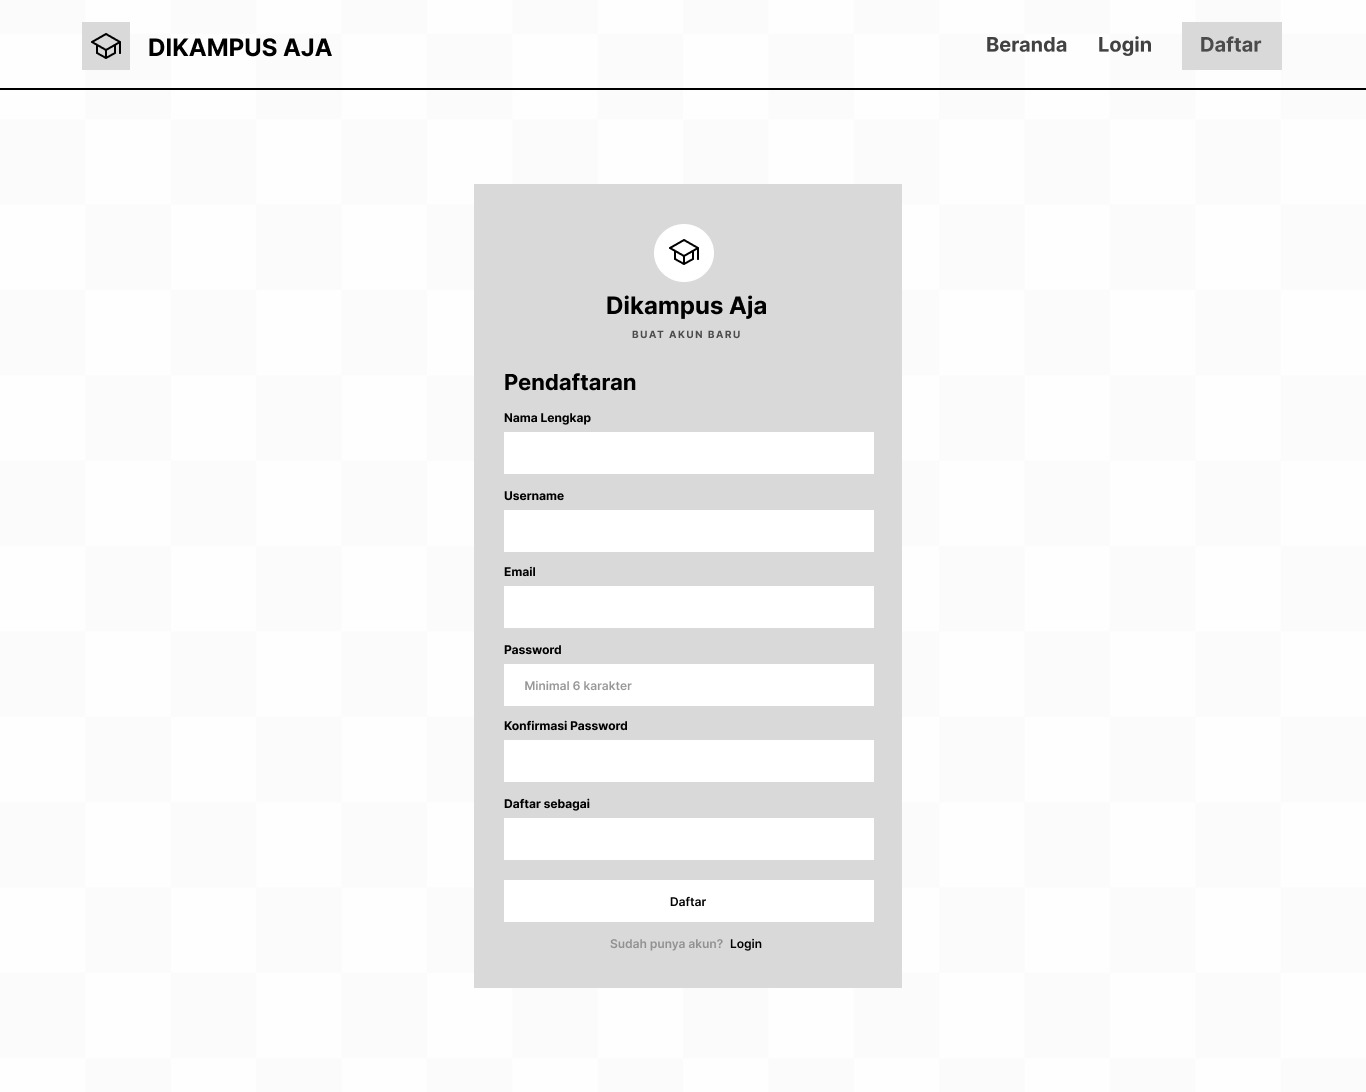 DIKAMPUS AJA
Beranda Login Daftar
Dikampus Aja
BUAT AKUN BARU
Pendaftaran
Nama Lengkap
Username
Email
Password
Minimal 6 karakter
Konfirmasi Password
Daftar sebagai
Daftar
Sudah punya akun? Login